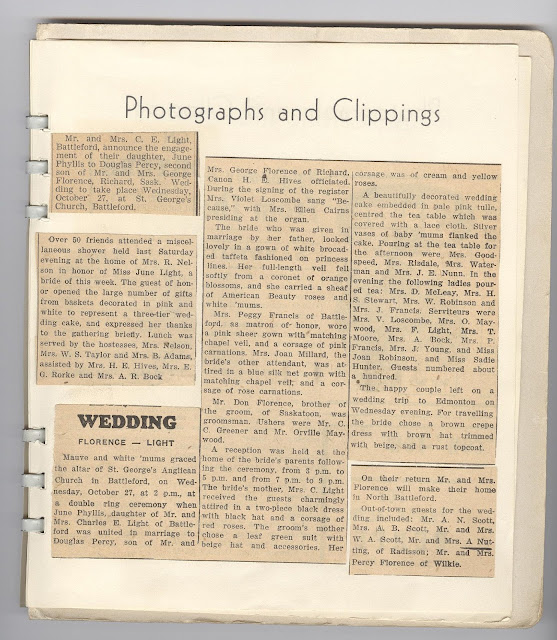 Photographs and Clippings
Mr. and Mrs. C. E. Light,
Battleford, announce the engage-
ment of their daughter, June
Phyllis to Douglas Percy, second
son of Mr. and Mrs. George
Florence, Richard, Sask. Wed-
ding to take place Wednesday,
October 27, at St. George's
Church, Battleford.
Over 50 friends attended a miscel-
laneous shower held last Saturday
evening at the home of Mrs. R. Nel-
son in honor of Miss June Light, a
bride of this week. The guest of hon-
or opened the large number of gifts
from baskets decorated in pink and
white to represent a three-tier wed-
ding cake, and expressed her thanks
to the gathering briefly. Lunch was
served by the hostesses, Mrs. Nelson,
Mrs. W. S. Taylor and Mrs. B. Adams,
assisted by Mrs. H. E. Hives, Mrs. E.
G. Rorke and Mrs. A. R. Bock
WEDDING
FLORENCE — LIGHT
Mauve and white 'mums graced
the altar of St. George's Anglican
Church in Battleford, on Wed-
nesday, October 27, at 2 p.m., at
a double ring ceremony when
June Phyllis, daughter of Mr. and
Mrs. Charles E. Light of Battle-
ford was united in marriage to
Douglas Percy, son of Mr. and
Mrs. George Florence of Richard.
Canon H. E. Hives officiated.
During the signing of the register
Mrs. Violet Loscombe sang "Be-
cause," with Mrs. Ellen Cairns
presiding at the organ.
The bride who was given in
marriage by her father, looked
lovely in a gown of white brocad-
ed taffeta fashioned on princess
lines. Her full-length veil fell
softly from a coronet of orange
blossoms, and she carried a sheaf
of American Beauty roses and
white 'mums.
Mrs. Peggy Francis of Battle-
ford, as matron of honor, wore
a pink sheer gown with matching
chapel veil, and a corsage of pink
carnations. Mrs. Joan Millard, the
bride's other attendant, was at-
tired in a blue silk net gown with
matching chapel veil, and a cor-
sage of rose carnations.
Mr. Don Florence, brother of
the groom, of Saskatoon, was
groomsman. Ushers were Mr. C.
C. Greener and Mr. Orville May-
wood.
A reception was held at the
home of the bride's parents follow-
ing the ceremony, from 3 p.m. to
5 p.m. and from 7 p.m. to 9 p.m.
The bride's mother, Mrs. C. Light
received the guests charmingly
attired in a two-piece black dress
with black hat and a corsage of
red roses. The groom's mother
chose a leaf green suit with
beige hat and accessories. Her
corsage was of cream and yellow
roses.
A beautifully decorated wedding
cake embedded in pale pink tulle,
centred the tea table which was
covered with a lace cloth. Silver
vases of baby 'mums flanked the
cake. Pouring at the tea table for
the afternoon were Mrs. Good-
speed, Mrs. Risdale, Mrs. Water-
man and Mrs. J. E. Nunn. In the
evening the following ladies pour-
ed tea: Mrs. D. McLeay, Mrs. H.
S. Stewart, Mrs. W. Robinson and
Mrs. J. Francis. Serviteurs were
Mrs. V. Loscombe, Mrs. O. May-
wood, Mrs. F. Light, Mrs. T.
Moore, Mrs. A. Bock, Mrs. P.
Francis, Mrs. J. Young, and Miss
Joan Robinson, and Miss Sadie
Hunter. Guests numbered about
a hundred.
The happy couple left on a
wedding trip to Edmonton on
Wednesday evening. For travelling
the bride chose a brown crepe
dress with brown hat trimmed
with beige, and a rust topcoat.
On their return Mr. and Mrs.
Florence will make their home
in North Battleford.
Out-of-town guests for the wed-
ding included: Mr. A. N. Scott,
Mrs. A. B. Scott, Mr. and Mrs.
W. A. Scott, Mr. and Mrs. A Nut-
ting, of Radisson; Mr. and Mrs.
Percy Florence of Wilkie.